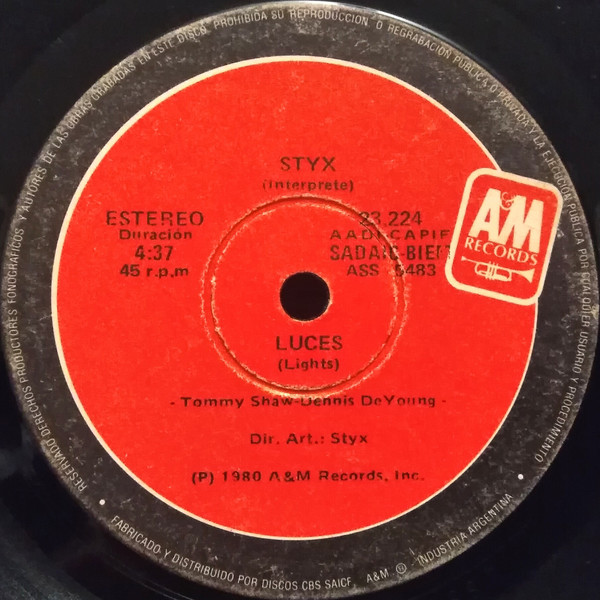 RESERVADO DERECHOS PRODUCTORES FONOGRAFICOS Y AUTORES DE LAS OBRAS GRABADAS EN ESTE DISCO. PROHIBIDA SU REPRODUCCION O REGRABACION PUBLICA O PRIVADA Y LA EJECUCION PUBLICA POR CUALQUIER USUARIO Y PROCEDIMIENTO
STYX
(Interprete)
ESTEREO
Duración
4:37
45 r.p.m
23.224
AADI-CAPIF
SADAIC-BIEM
ASS 5483
A&M
RECORDS
LUCES
(Lights)
- Tommy Shaw-Dennis DeYoung -
Dir. Art.: Styx
(P) 1980 A&M Records, Inc.
• FABRICADO Y DISTRIBUIDO POR DISCOS CBS SAICF. A&M ® INDUSTRIA ARGENTINA •